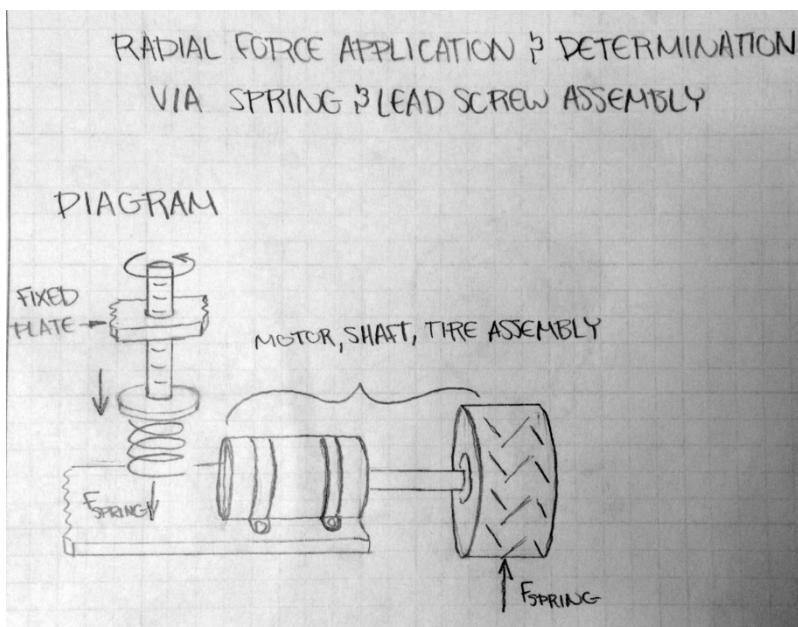 RADIAL FORCE APPLICATION & DETERMINATION
VIA SPRING & LEAD SCREW ASSEMBLY
DIAGRAM
FIXED
PLATE
MOTOR, SHAFT, TIRE ASSEMBLY
FSPRING
FSPRING